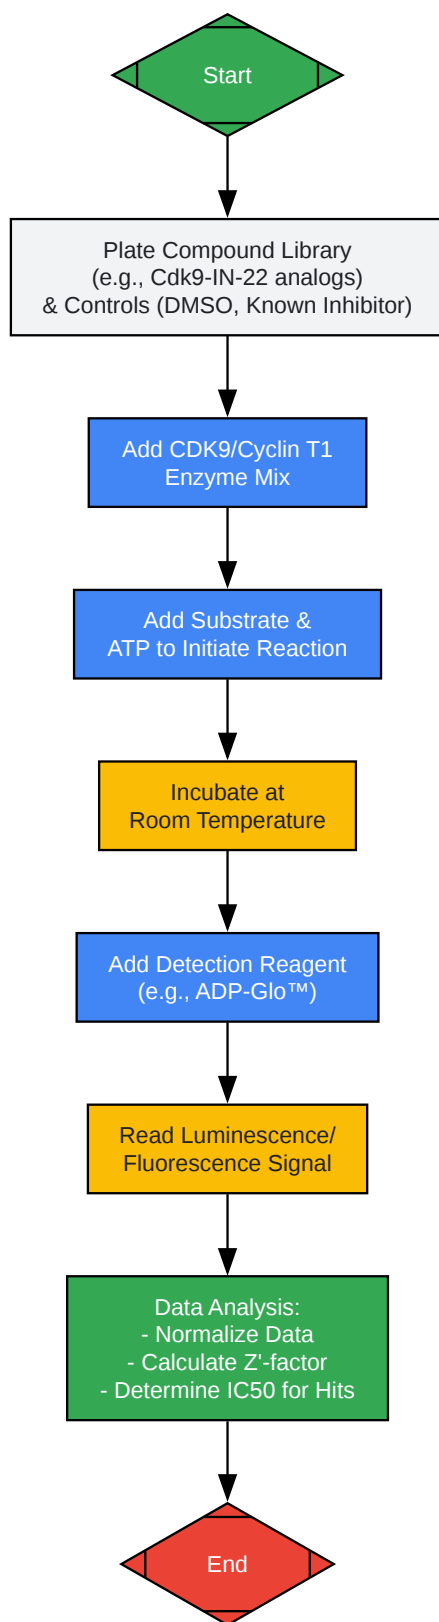 Start
Plate Compound Library
(e.g., Cdk9-IN-22 analogs)
& Controls (DMSO, Known Inhibitor)
Add CDK9/Cyclin T1
Enzyme Mix
Add Substrate &
ATP to Initiate Reaction
Incubate at
Room Temperature
Add Detection Reagent
(e.g., ADP-Glo™)
Read Luminescence/
Fluorescence Signal
Data Analysis:
- Normalize Data
- Calculate Z'-factor
- Determine IC50 for Hits
End